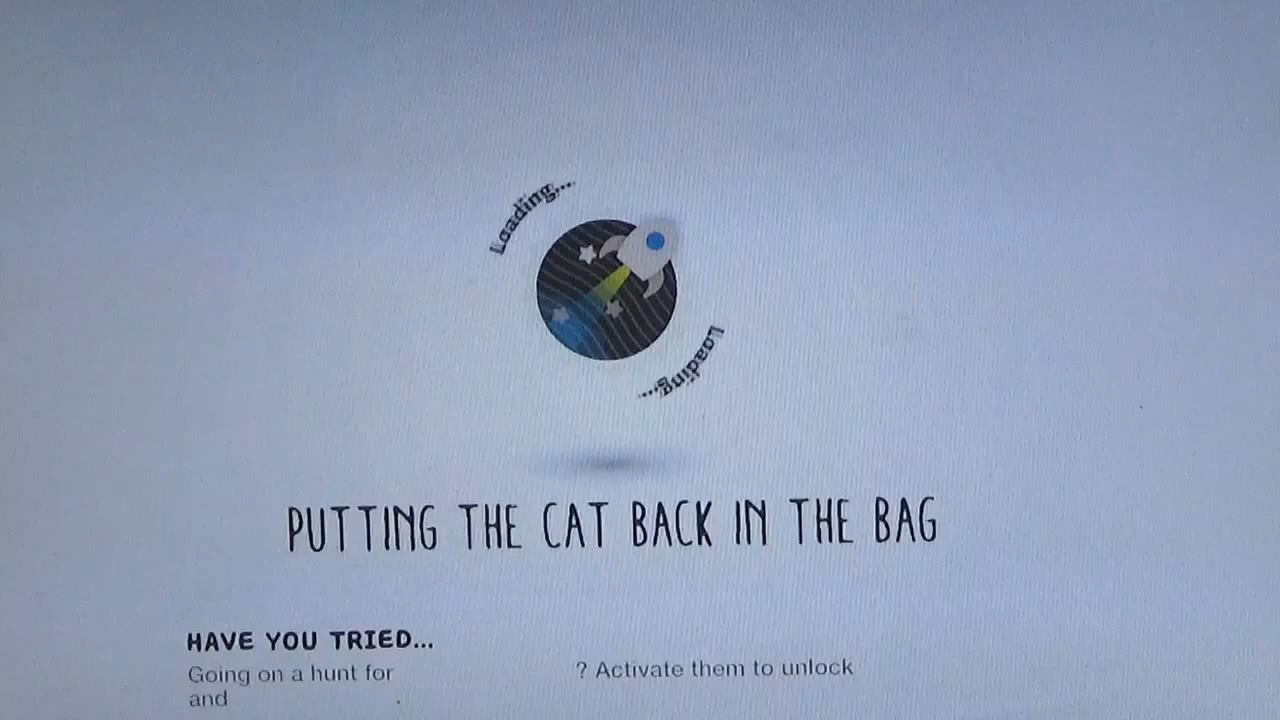 Loading...
Loading...
PUTTING THE CAT BACK IN THE BAG
HAVE YOU TRIED...
Going on a hunt for ? Activate them to unlock
and